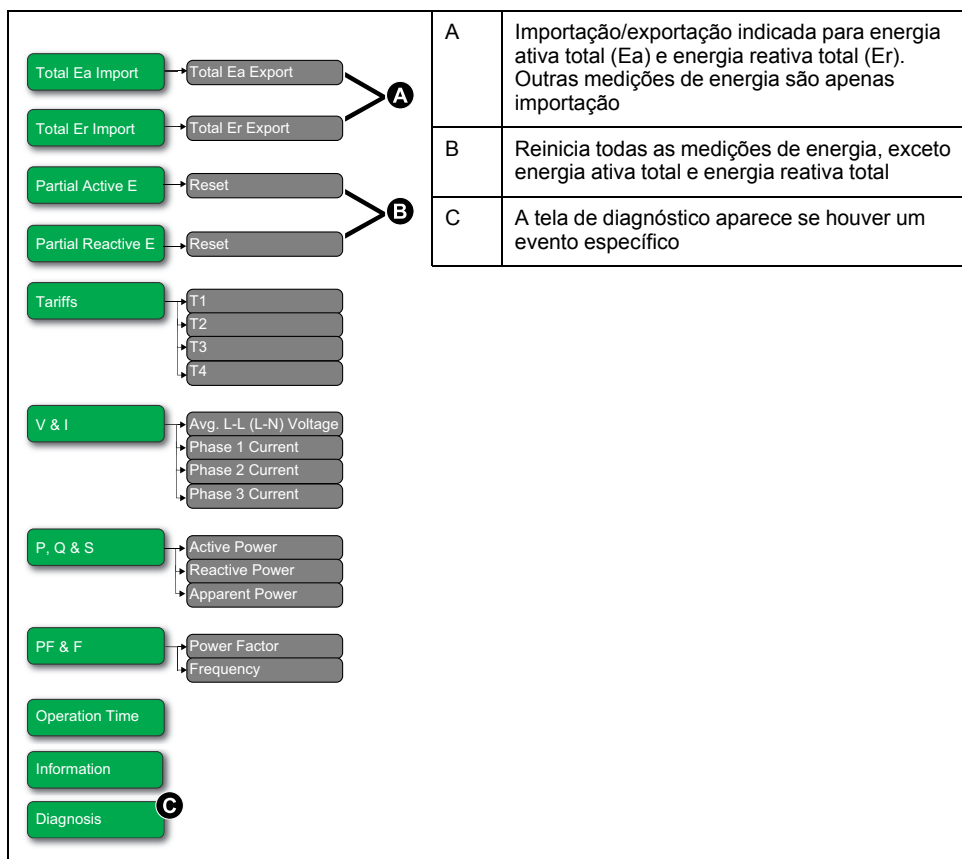 Total Ea Import
Total Ea Export
A
Total Er Import
Total Er Export
Partial Active E
Reset
B
Partial Reactive E
Reset
Tariffs
T1
T2
T3
T4
V & I
Avg. L-L (L-N) Voltage
Phase 1 Current
Phase 2 Current
Phase 3 Current
P, Q & S
Active Power
Reactive Power
Apparent Power
PF & F
Power Factor
Frequency
Operation Time
Information
Diagnosis
C
A
Importação/exportação indicada para energia
ativa total (Ea) e energia reativa total (Er).
Outras medições de energia são apenas
importação
B
Reinicia todas as medições de energia, exceto
energia ativa total e energia reativa total
C
A tela de diagnóstico aparece se houver um
evento específico